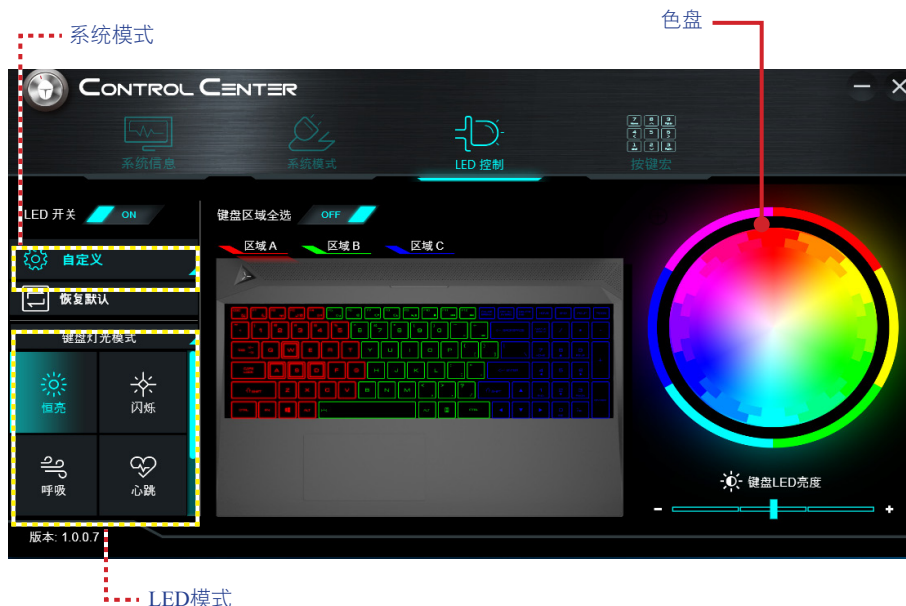 色盘
系统模式
CONTROL CENTER
系统信息
系统模式
LED 控制
按键宏
LED 开关
ON
键盘区域全选
OFF
自定义
区域 A
区域 B
区域 C
恢复默认
键盘灯光模式
恒亮
闪烁
呼吸
心跳
键盘LED亮度
-
+
版本: 1.0.0.7
LED模式